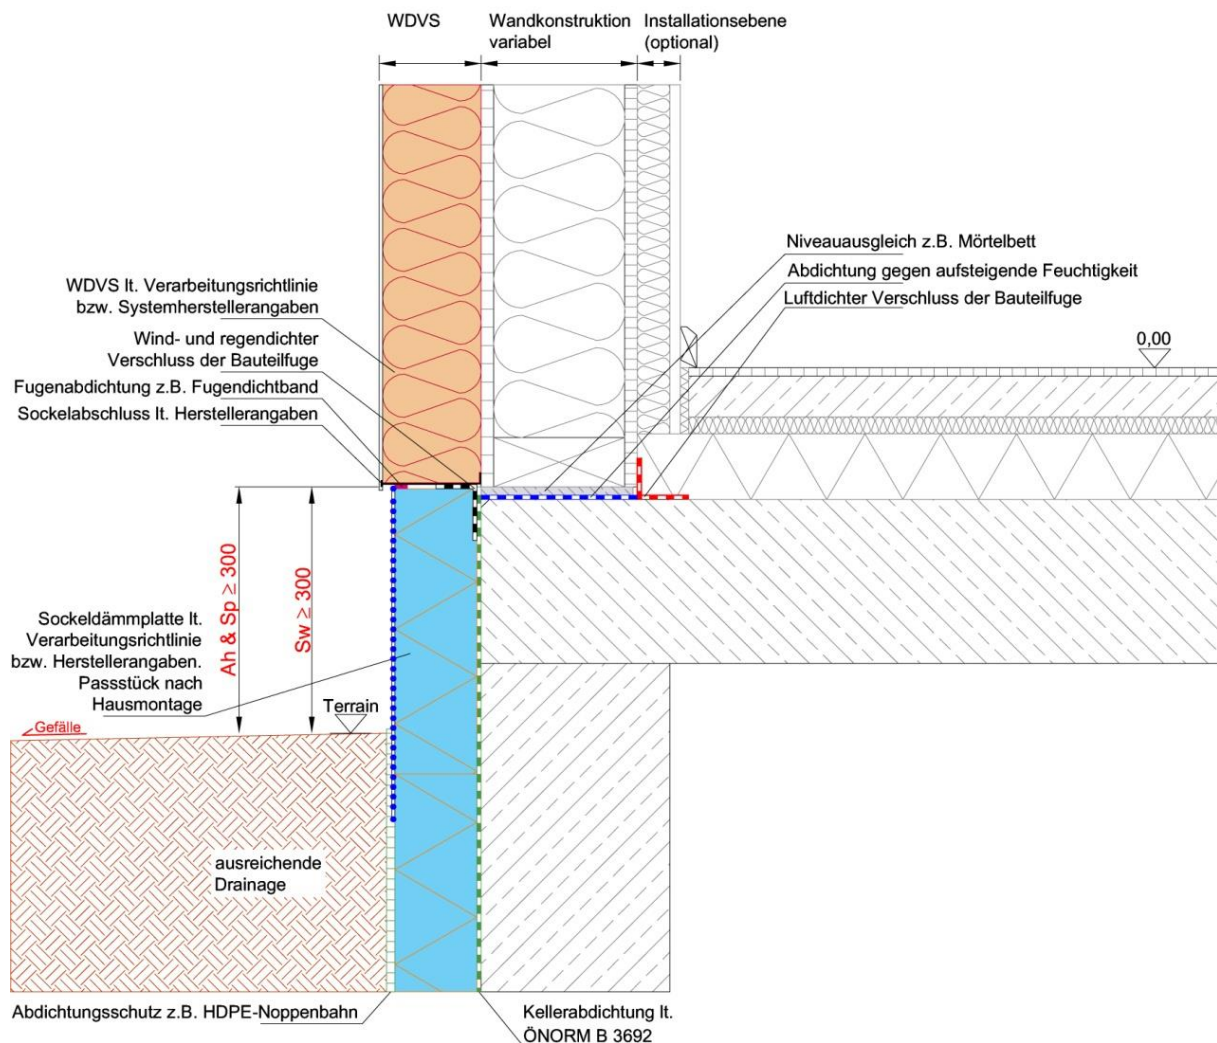 WDVS
Wandkonstruktion
variabel
Installationsebene
(optional)
Niveauausgleich z.B. Mörtelbett
Abdichtung gegen aufsteigende Feuchtigkeit
Luftdichter Verschluss der Bauteilfuge
WDVS lt. Verarbeitungsrichtlinie
bzw. Systemherstellerangaben
Wind- und regendichter
Verschluss der Bauteilfuge
Fugenabdichtung z.B. Fugendichtband
Sockelabschluss lt. Herstellerangaben
0,00
Ah & Sp ≥ 300
Sw ≥ 300
Sockeldämmplatte lt.
Verarbeitungsrichtlinie
bzw. Herstellerangaben.
Passstück nach
Hausmontage
Terrain
Gefälle
ausreichende
Drainage
Abdichtungsschutz z.B. HDPE-Noppenbahn
Kellerabdichtung lt.
ÖNORM B 3692